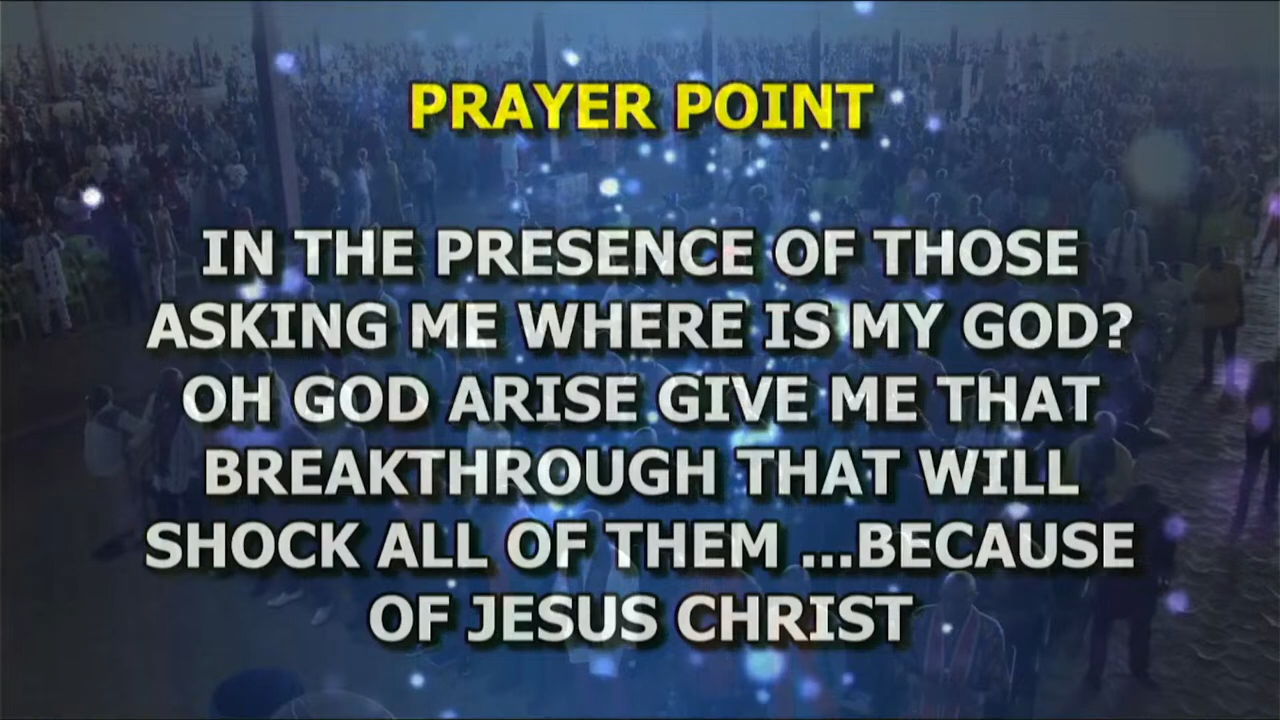 PRAYER POINT
IN THE PRESENCE OF THOSE
ASKING ME WHERE IS MY GOD?
OH GOD ARISE GIVE ME THAT
BREAKTHROUGH THAT WILL
SHOCK ALL OF THEM ...BECAUSE
OF JESUS CHRIST